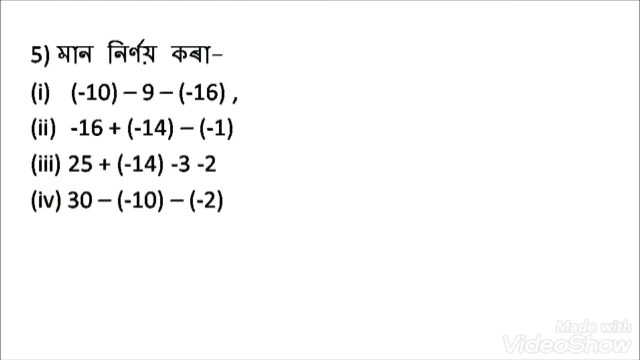 5) মান নিৰ্ণয় কৰা–
(i) (-10) – 9 – (-16) ,
(ii) -16 + (-14) – (-1)
(iii) 25 + (-14) -3 -2
(iv) 30 – (-10) – (-2)
Made with
VideoShow